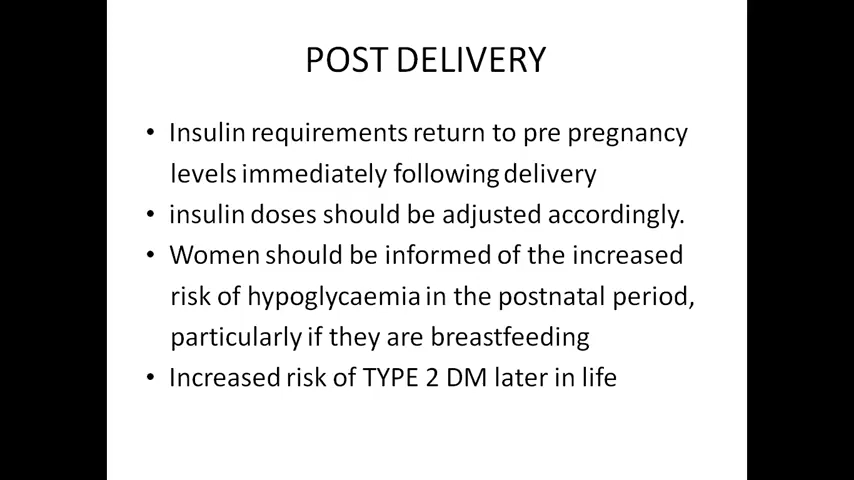 POST DELIVERY
• Insulin requirements return to pre pregnancy
levels immediately following delivery
• insulin doses should be adjusted accordingly.
• Women should be informed of the increased
risk of hypoglycaemia in the postnatal period,
particularly if they are breastfeeding
• Increased risk of TYPE 2 DM later in life